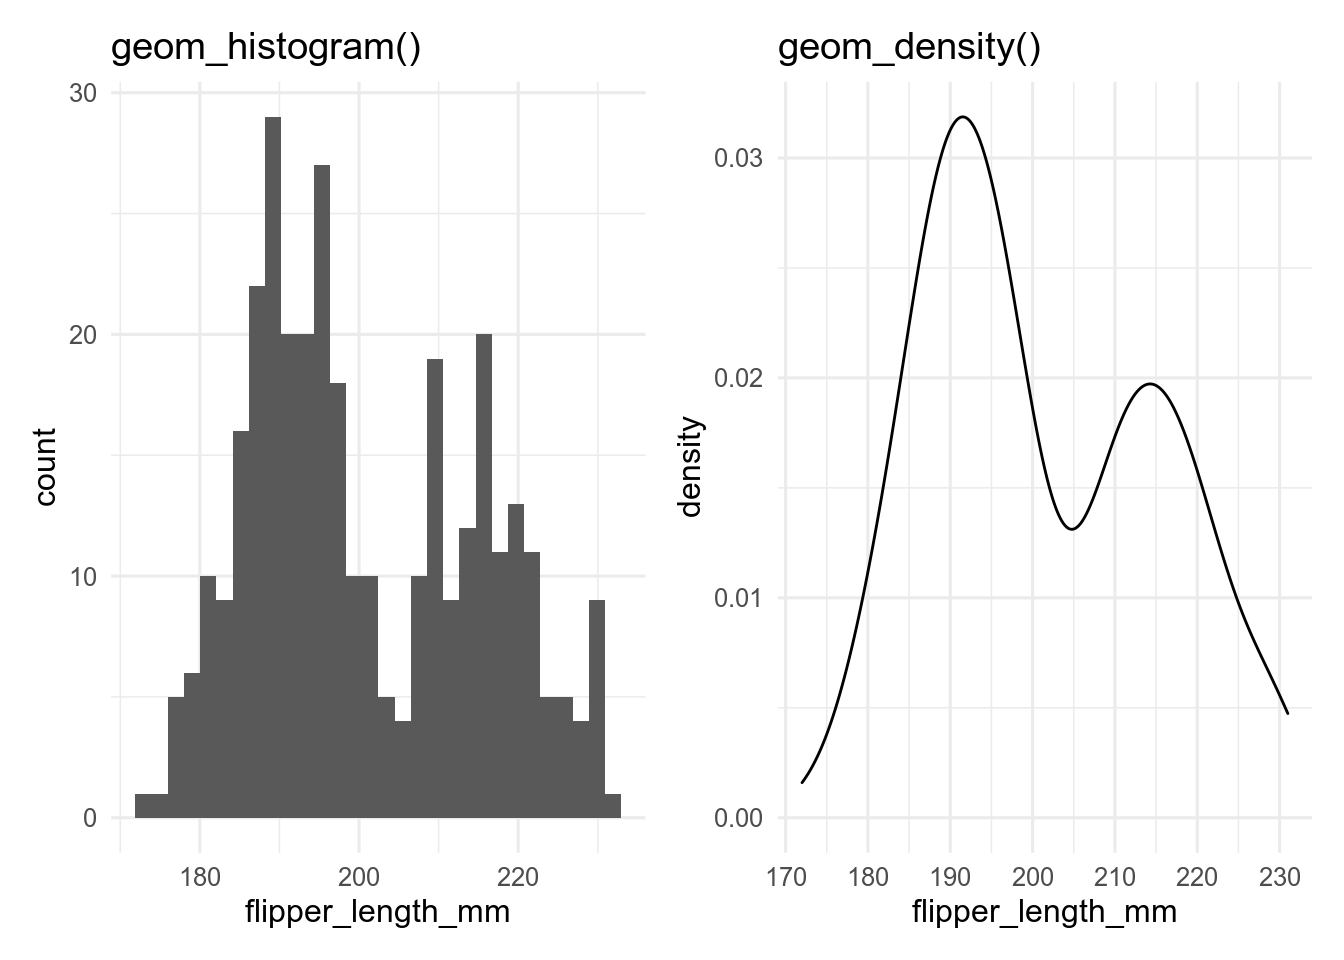 geom_histogram()
30
20
10
0
count
180 200 220
flipper_length_mm
geom_density()
0.03
0.02
0.01
0.00
density
170 180 190 200 210 220 230
flipper_length_mm